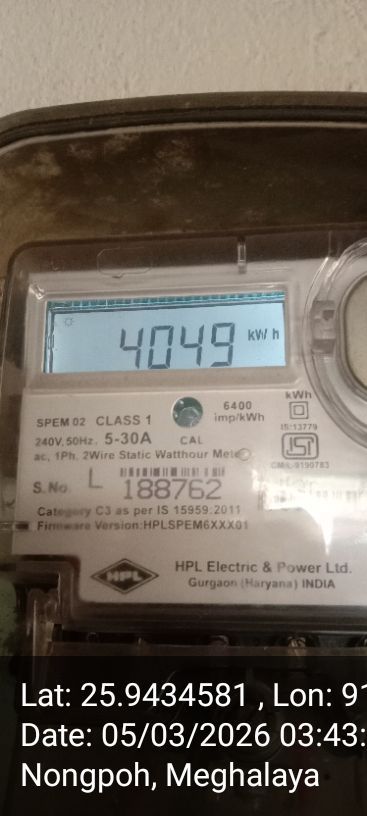 4049 kW h
6400
imp/kWh
kWh
SPEM 02 CLASS 1
240V, 50Hz. 5-30A
CAL
IS:13779
ac, 1Ph. 2Wire Static Watthour Meter
CM/L-9190783
S.No. L 188762
Category C3 as per IS 15959:2011
Firmware Version:HPLSPEM6XXX01
HPL
HPL Electric & Power Ltd.
Gurgaon (Haryana) INDIA
Lat: 25.9434581 , Lon: 91
Date: 05/03/2026 03:43:
Nongpoh, Meghalaya